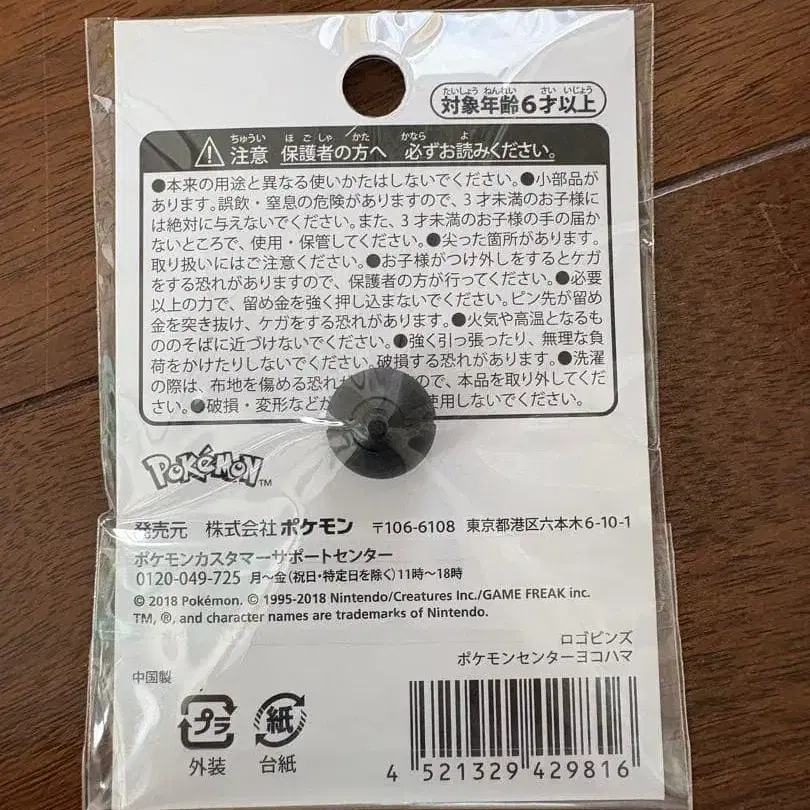 たいしょう ねんれい さい いじょう
対象年齢6才以上
ちゅうい ほごしゃ かた かなら よ
注意 保護者の方へ 必ずお読みください。
●本来の用途と異なる使いかたはしないでください。●小部品が
あります。誤飲・窒息の危険がありますので、3才未満のお子様に
は絶対に与えないでください。また、3才未満のお子様の手の届か
ないところで、使用・保管してください。●尖った箇所があります。
取り扱いにはご注意ください。●お子様がつけ外しをするとケガ
をする恐れがありますので、保護者の方が行ってください。●必要
以上の力で、留め金を強く押し込まないでください。ピン先が留め
金を突き抜け、ケガをする恐れがあります。●火気や高温となるも
ののそばに近づけないでください。●強く引っ張ったり、無理な負
荷をかけたりしないでください。破損する恐れがあります。●洗濯
の際は、布地を傷める恐れ ので、本品を取り外してくだ
さい。●破損・変形など 使用しないでください。
POKéMON TM
発売元 株式会社ポケモン 〒106-6108 東京都港区六本木6-10-1
ポケモンカスタマーサポートセンター
0120-049-725 月~金(祝日・特定日を除く)11時~18時
© 2018 Pokémon. © 1995-2018 Nintendo/Creatures Inc./GAME FREAK inc.
TM, ®, and character names are trademarks of Nintendo.
ロゴピンズ
ポケモンセンターヨコハマ
中国製
プラ 紙
外装 台紙
4 521329 429816